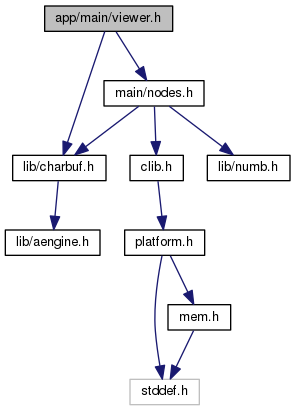 app/main/viewer.h
main/nodes.h
lib/charbuf.h
clib.h
lib/numb.h
lib/aengine.h
platform.h
mem.h
stddef.h